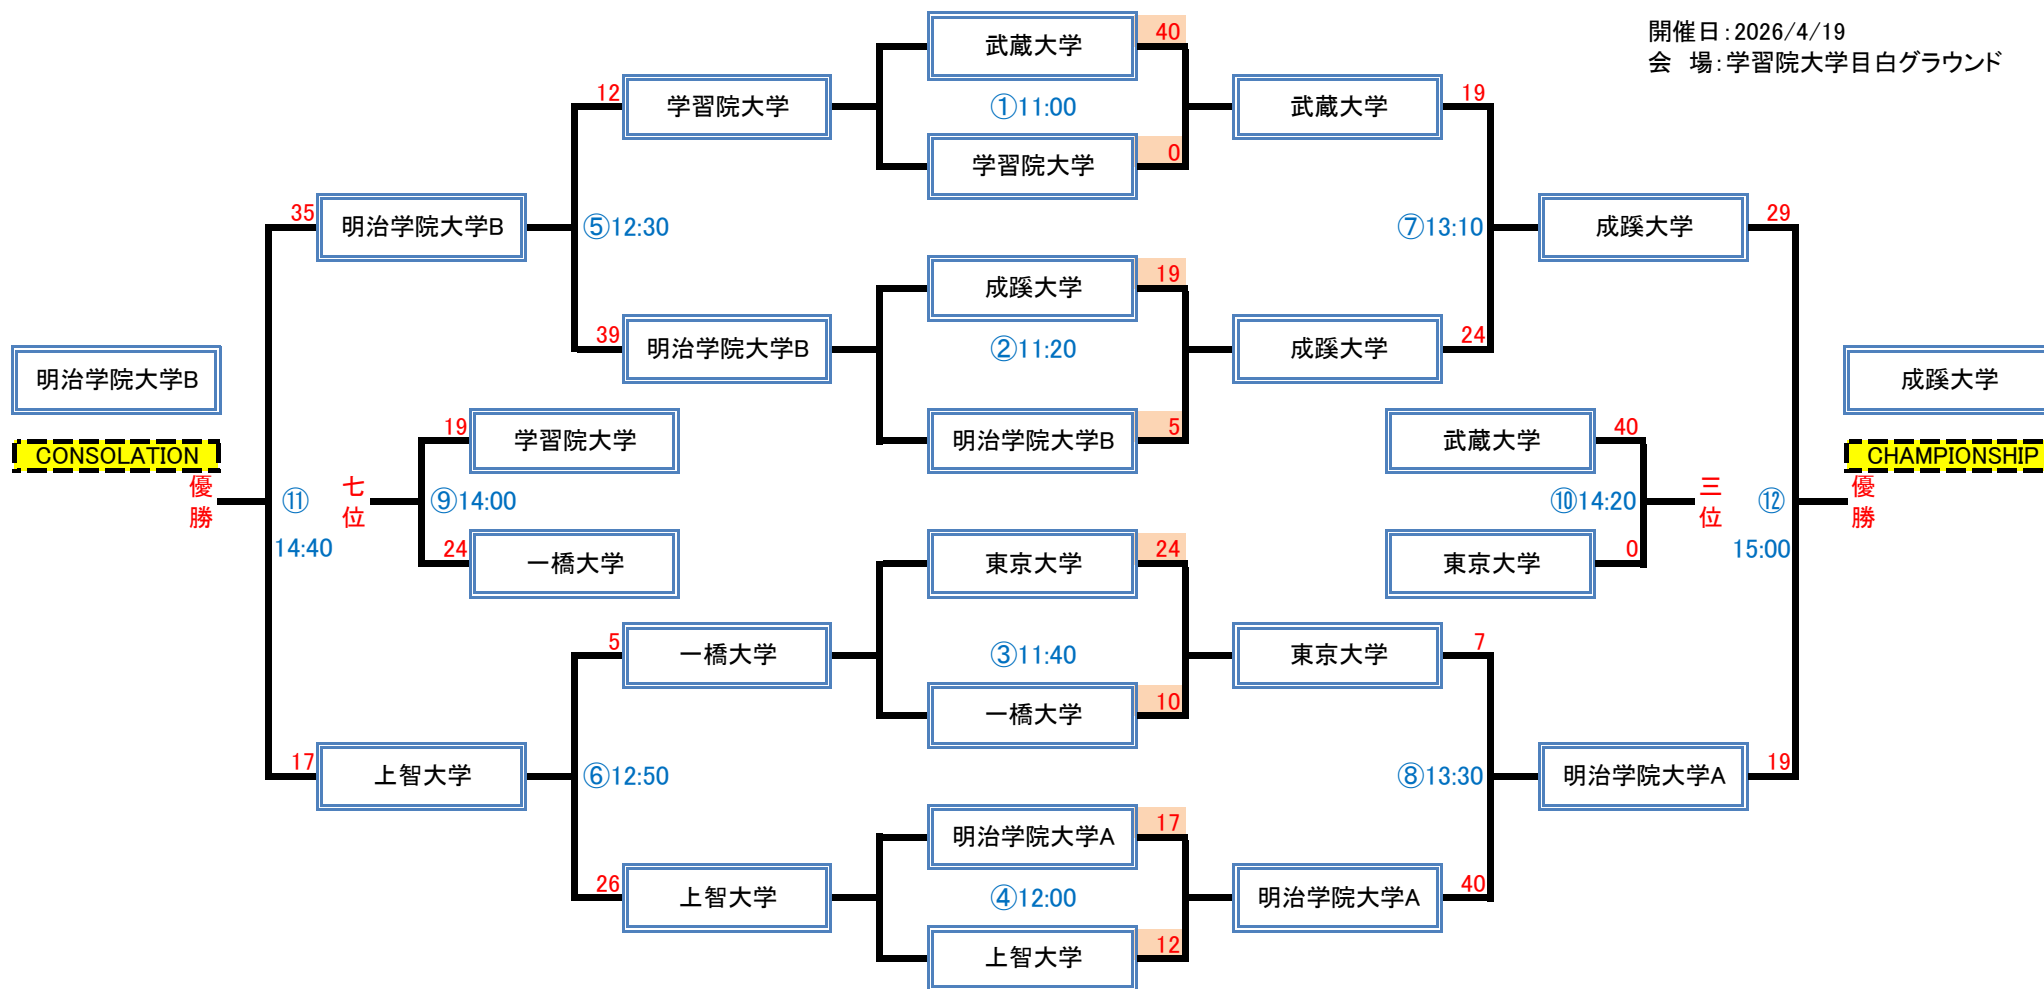 開催日：2026/4/19
会　場：学習院大学目白グラウンド
武蔵大学 40
①11:00
学習院大学 0
12 学習院大学
武蔵大学 19
35 明治学院大学B
⑤12:30
⑦13:10
成蹊大学 29
成蹊大学 19
②11:20
明治学院大学B 5
39 明治学院大学B
成蹊大学 24
明治学院大学B
CONSOLATION
優勝
⑪
14:40
七位
19 学習院大学
⑨14:00
24 一橋大学
武蔵大学 40
⑩14:20
東京大学 0
三位
⑫
15:00
成蹊大学
CHAMPIONSHIP
優勝
東京大学 24
③11:40
一橋大学 10
5 一橋大学
東京大学 7
17 上智大学
⑥12:50
⑧13:30
明治学院大学A 19
明治学院大学A 17
④12:00
上智大学 12
26 上智大学
明治学院大学A 40